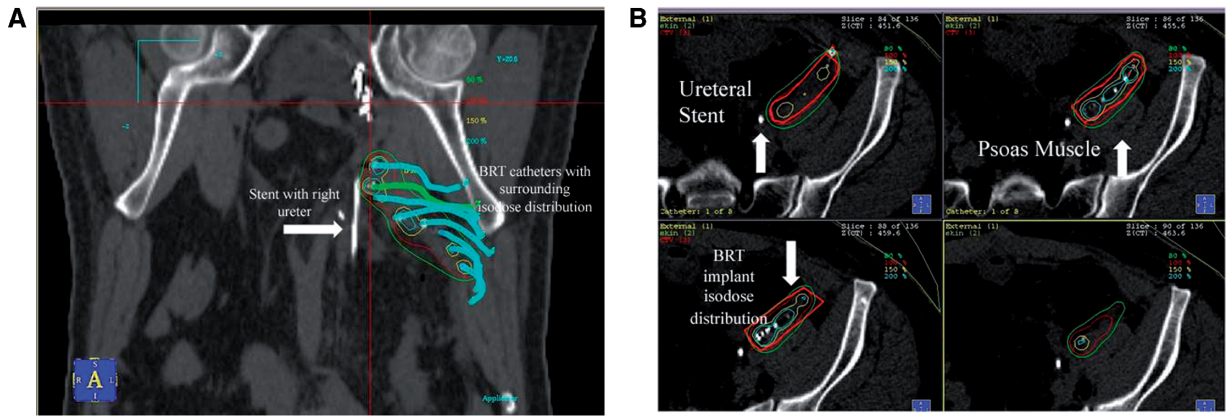 A
Y=20.5
80 %
150 %
200 %
Stent with right
ureter
BRT catheters with
surrounding
isodose distribution
S
R A L
I
Applicator
B
External (1)
skin (2)
CTV (3)
Slice : 84 of 136
Z(CT) : 451.6
80 %
100 %
150 %
200 %
Ureteral
Stent
Catheter: 1 of 8
External (1)
skin (2)
CTV (3)
Slice : 86 of 136
Z(CT) : 455.6
80 %
100 %
150 %
200 %
Psoas Muscle
Catheter: 1 of 8
External (1)
skin (2)
CTV (3)
Slice : 88 of 136
Z(CT) : 459.6
80 %
100 %
150 %
200 %
BRT
implant
isodose
distribution
External (1)
skin (2)
Slice : 90 of 136
Z(CT) : 463.6
80 %
100 %
150 %
200 %